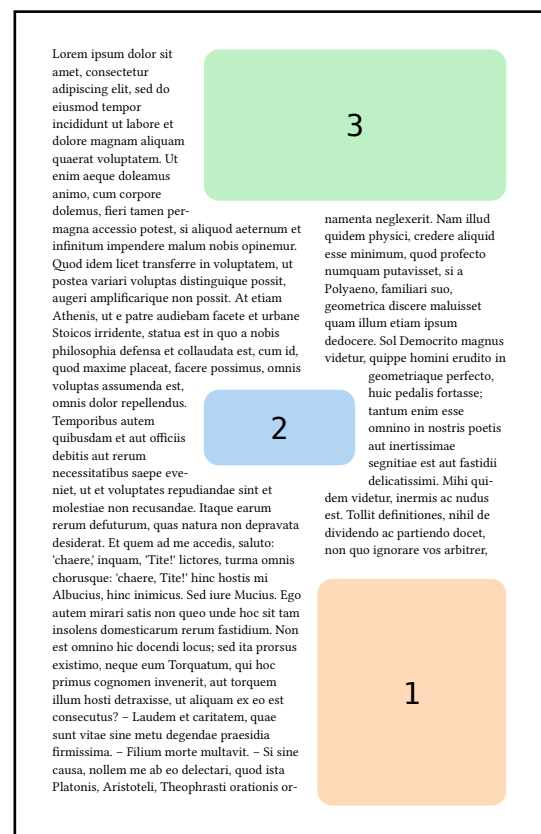 Lorem ipsum dolor sit
amet, consectetur
adipiscing elit, sed do
eiusmod tempor
incididunt ut labore et
dolore magnam aliquam
quaerat voluptatem. Ut
enim aeque doleamus
animo, cum corpore
dolemus, fieri tamen per-
magna accessio potest, si aliquod aeternum et
infinitum impendere malum nobis opinemur.
Quod idem licet transferre in voluptatem, ut
postea variari voluptas distinguique possit,
augeri amplificarique non possit. At etiam
Athenis, ut e patre audiebam facete et urbane
Stoicos irridente, statua est in quo a nobis
philosophia defensa et collaudata est, cum id,
quod maxime placeat, facere possimus, omnis
voluptas assumenda est,
omnis dolor repellendus.
Temporibus autem
quibusdam et aut officiis
debitis aut rerum
necessitatibus saepe eve-
niet, ut et voluptates repudiandae sint et
molestiae non recusandae. Itaque earum
rerum defuturum, quas natura non depravata
desiderat. Et quem ad me accedis, saluto:
'chaere,' inquam, 'Tite!' lictores, turma omnis
chorusque: 'chaere, Tite!' hinc hostis mi
Albucius, hinc inimicus. Sed iure Mucius. Ego
autem mirari satis non queo unde hoc sit tam
insolens domesticarum rerum fastidium. Non
est omnino hic docendi locus; sed ita prorsus
existimo, neque eum Torquatum, qui hoc
primus cognomen invenerit, aut torquem
illum hosti detraxisse, ut aliquam ex eo est
consecutus? – Laudem et caritatem, quae
sunt vitae sine metu degendae praesidia
firmissima. – Filium morte multavit. – Si sine
causa, nollem me ab eo delectari, quod ista
Platonis, Aristoteli, Theophrasti orationis or-
3
namenta neglexerit. Nam illud
quidem physici, credere aliquid
esse minimum, quod profecto
numquam putavisset, si a
Polyaeno, familiari suo,
geometrica discere maluisset
quam illum etiam ipsum
dedocere. Sol Democrito magnus
videtur, quippe homini erudito in
geometriaque perfecto,
huic pedalis fortasse;
tantum enim esse
omnino in nostris poetis
aut inertissimae
segnitiae est aut fastidii
delicatissimi. Mihi qui-
dem videtur, inermis ac nudus
est. Tollit definitiones, nihil de
dividendo ac partiendo docet,
non quo ignorare vos arbitrer,
2
1